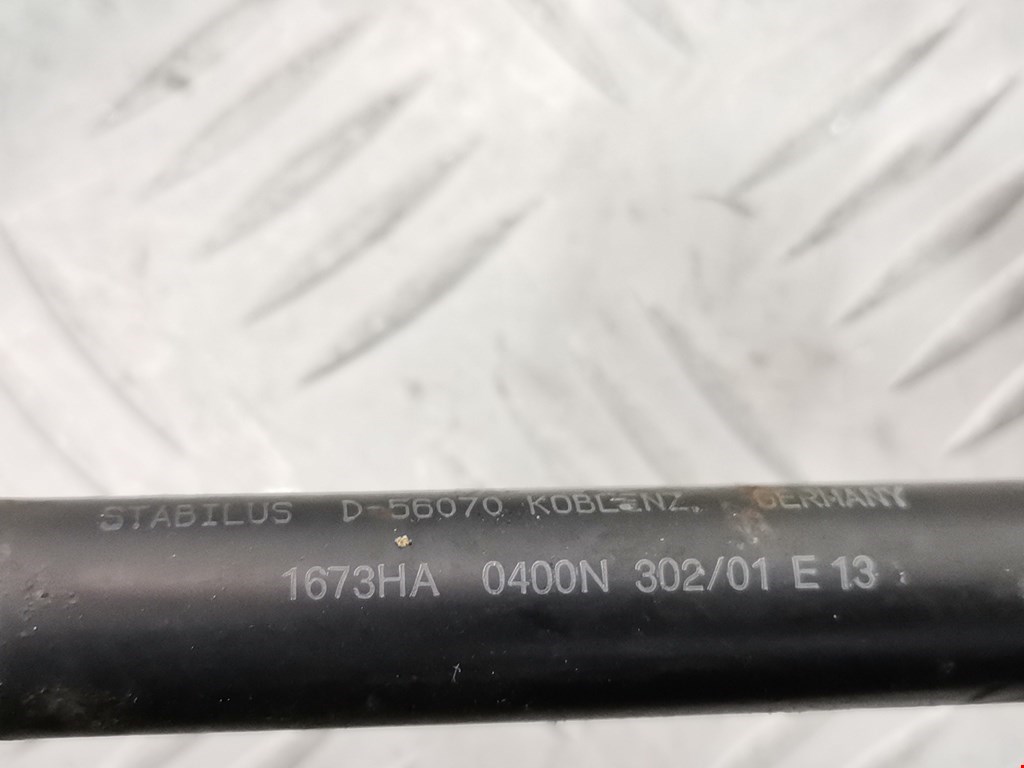 STABILUS D-56070 KOBLENZ, GERMANY
1673HA 0400N 302/01 E 13